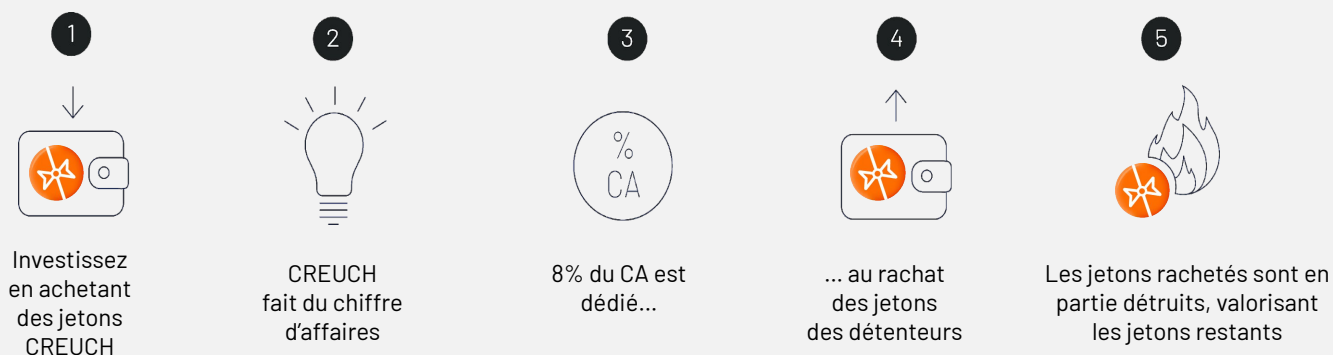 1
2
3
4
5
%
CA
Investissez
en achetant
des jetons
CREUCH
CREUCH
fait du chiffre
d’affaires
8% du CA est
dédié...
... au rachat
des jetons
des détenteurs
Les jetons rachetés sont en
partie détruits, valorisant
les jetons restants